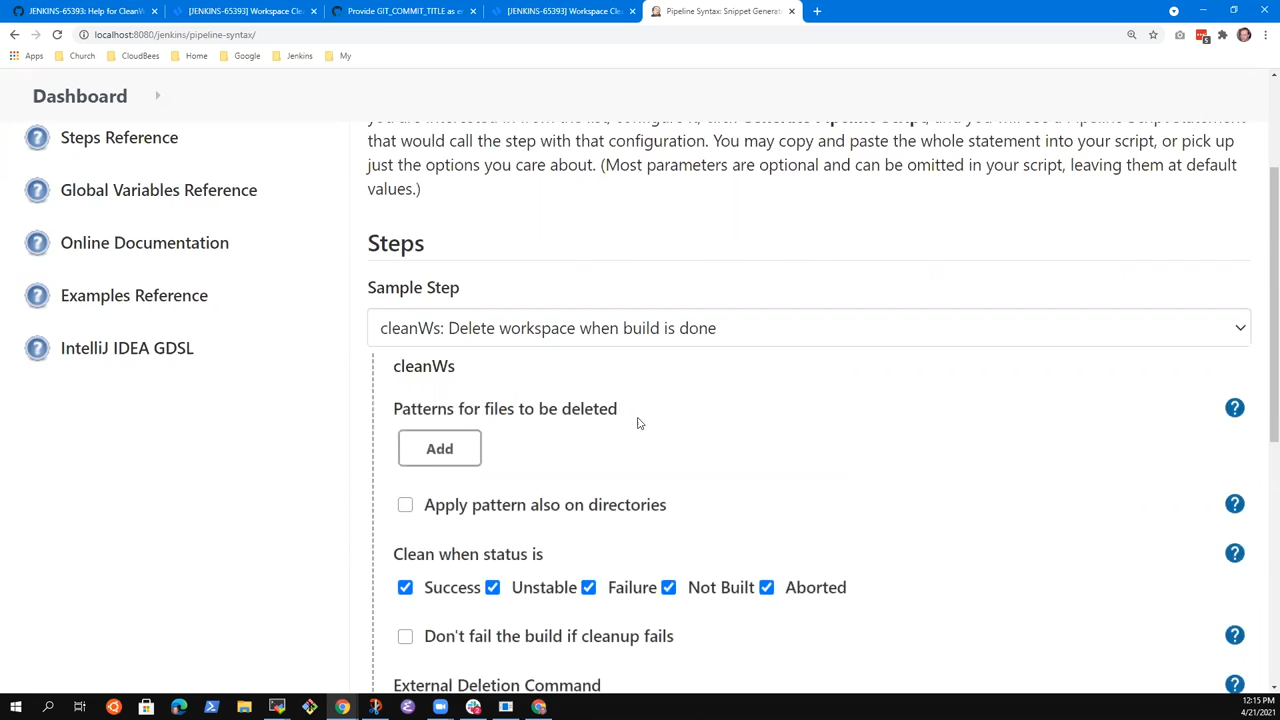 JENKINS-65393: Help for CleanW
[JENKINS-65393] Workspace Cle
Provide GIT_COMMIT_TITLE as e
[JENKINS-65393] Workspace Cle
Pipeline Syntax: Snippet Generat
localhost:8080/jenkins/pipeline-syntax/
5
Apps
Church
CloudBees
Home
Google
Jenkins
My
Dashboard
Steps Reference
Global Variables Reference
Online Documentation
Examples Reference
IntelliJ IDEA GDSL
that would call the step with that configuration. You may copy and paste the whole statement into your script, or pick up
just the options you care about. (Most parameters are optional and can be omitted in your script, leaving them at default
values.)
Steps
Sample Step
cleanWs: Delete workspace when build is done
cleanWs
Patterns for files to be deleted
Add
Apply pattern also on directories
Clean when status is
Success Unstable Failure Not Built Aborted
Don't fail the build if cleanup fails
External Deletion Command
12:15 PM
4/21/2021